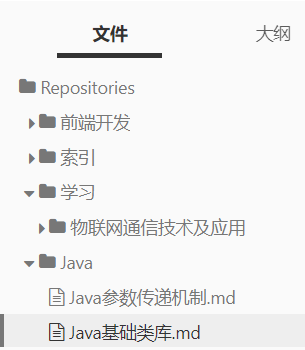 文件 大纲
Repositories
前端开发
索引
学习
物联网通信技术及应用
Java
Java参数传递机制.md
Java基础类库.md